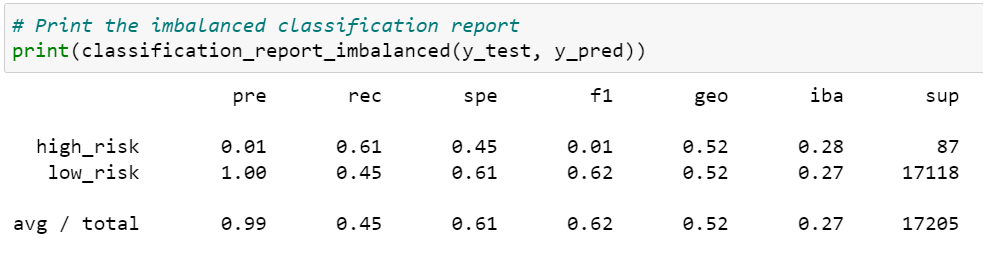 # Print the imbalanced classification report
print(classification_report_imbalanced(y_test, y_pred))
pre rec spe f1 geo iba sup
high_risk 0.01 0.61 0.45 0.01 0.52 0.28 87
low_risk 1.00 0.45 0.61 0.62 0.52 0.27 17118
avg / total 0.99 0.45 0.61 0.62 0.52 0.27 17205